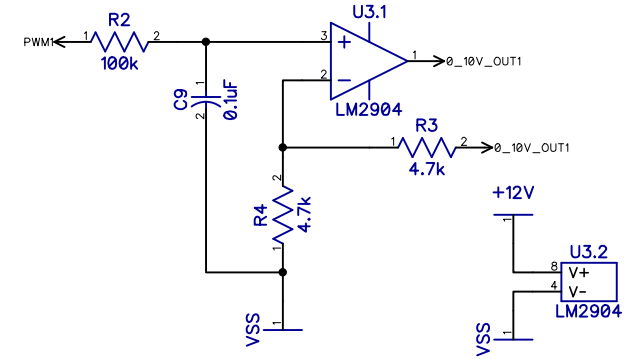 U3.1
R2
PWM1
1
2
100k
3
1
0_10V_OUT1
2
LM2904
C9
1
2
0.1uF
R3
1
2
0_10V_OUT1
4.7k
2
R4
4.7k
1
+12V
1
U3.2
8
V+
4
V-
LM2904
VSS
1
VSS
1